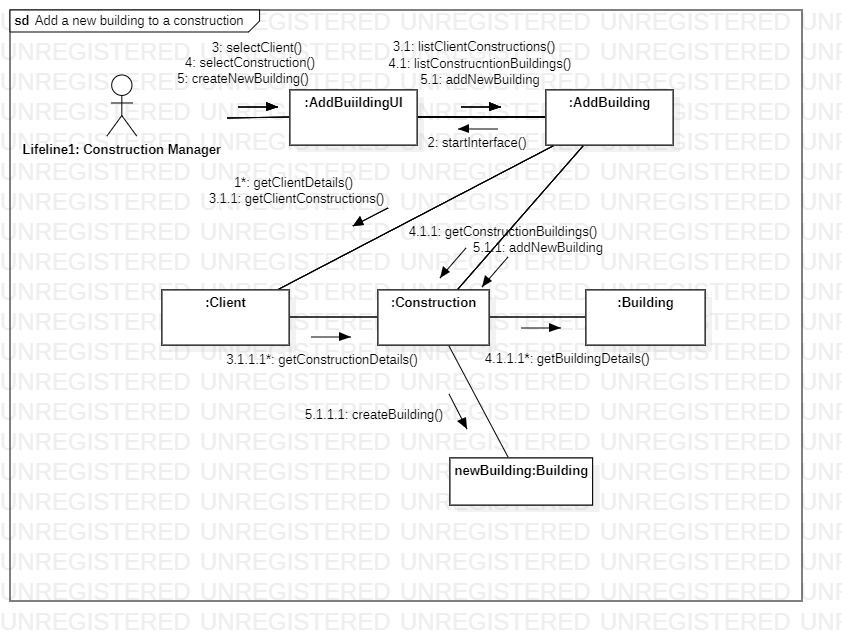 sd Add a new building to a construction
3: selectClient()
4: selectConstruction()
5: createNewBuilding()
3.1: listClientConstructions()
4.1: listConstrucntionBuildings()
5.1: addNewBuilding
:AddBuiildingUI
:AddBuilding
2: startInterface()
Lifeline1: Construction Manager
1*: getClientDetails()
3.1.1: getClientConstructions()
4.1.1: getConstructionBuildings()
5.1.1: addNewBuilding
:Client
:Construction
:Building
3.1.1.1*: getConstructionDetails()
4.1.1.1*: getBuildingDetails()
5.1.1.1: createBuilding()
newBuilding:Building
UNREGISTERED